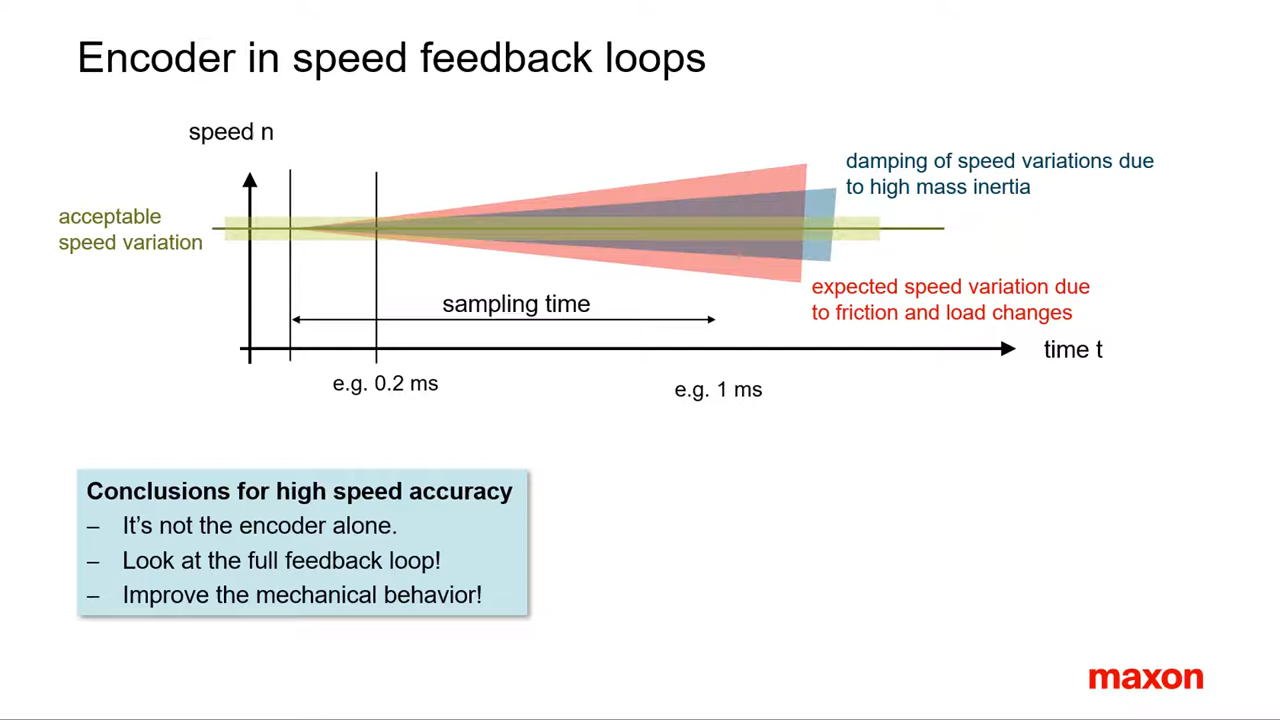 Encoder in speed feedback loops
speed n
damping of speed variations due
to high mass inertia
acceptable
speed variation
expected speed variation due
to friction and load changes
sampling time
time t
e.g. 0.2 ms
e.g. 1 ms
Conclusions for high speed accuracy
– It’s not the encoder alone.
– Look at the full feedback loop!
– Improve the mechanical behavior!
maxon